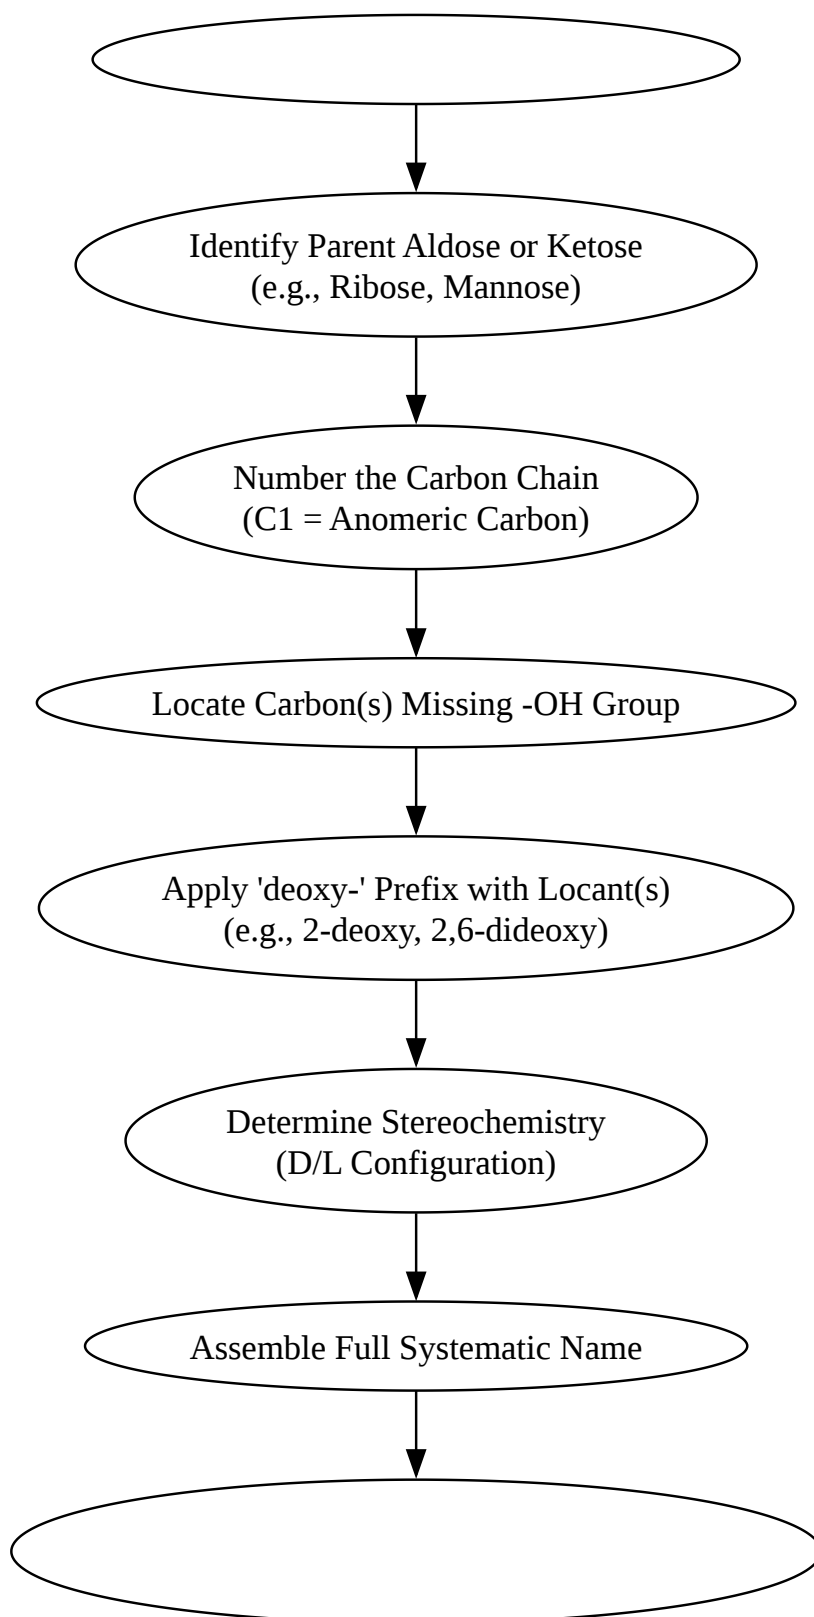 Identify Parent Aldose or Ketose
(e.g., Ribose, Mannose)
Number the Carbon Chain
(C1 = Anomeric Carbon)
Locate Carbon(s) Missing -OH Group
Apply 'deoxy-' Prefix with Locant(s)
(e.g., 2-deoxy, 2,6-dideoxy)
Determine Stereochemistry
(D/L Configuration)
Assemble Full Systematic Name